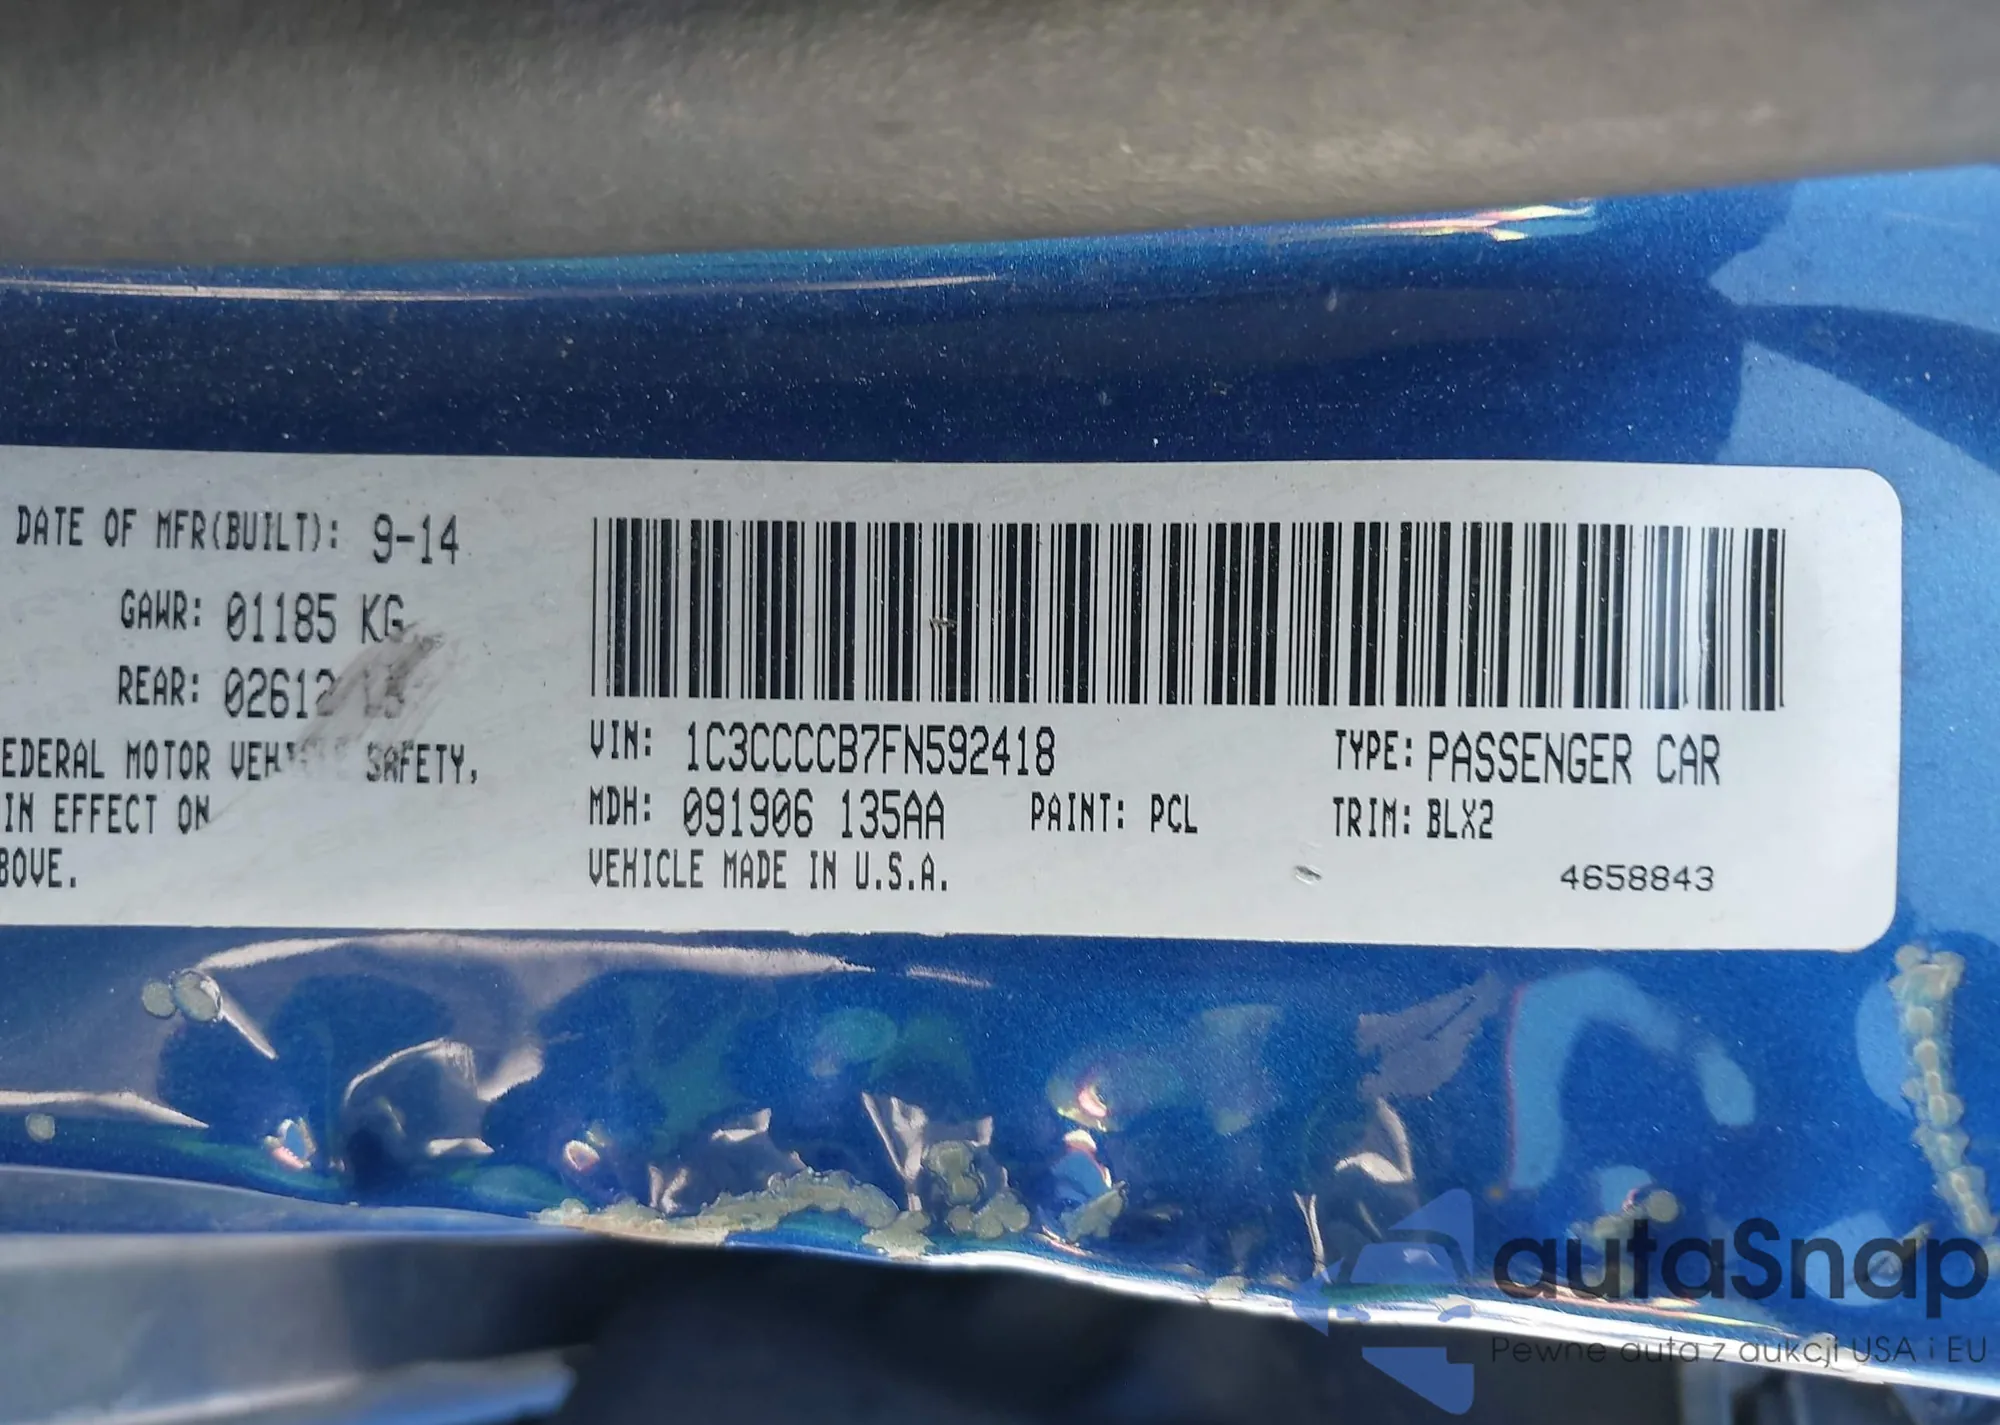 DATE OF MFR(BUILT): 9-14
GAWR: 01185 KG
REAR: 02612
EDERAL MOTOR SAFETY,
IN EFFECT ON
BOVE.
VIN: 1C3CCCCB7FN592418 TYPE: PASSENGER CAR
MDH: 091906 135AA PAINT: PCL TRIM: BLX2
VEHICLE MADE IN U.S.A. 4658843
autaSnap
Pewne auta z aukcji USA i EU